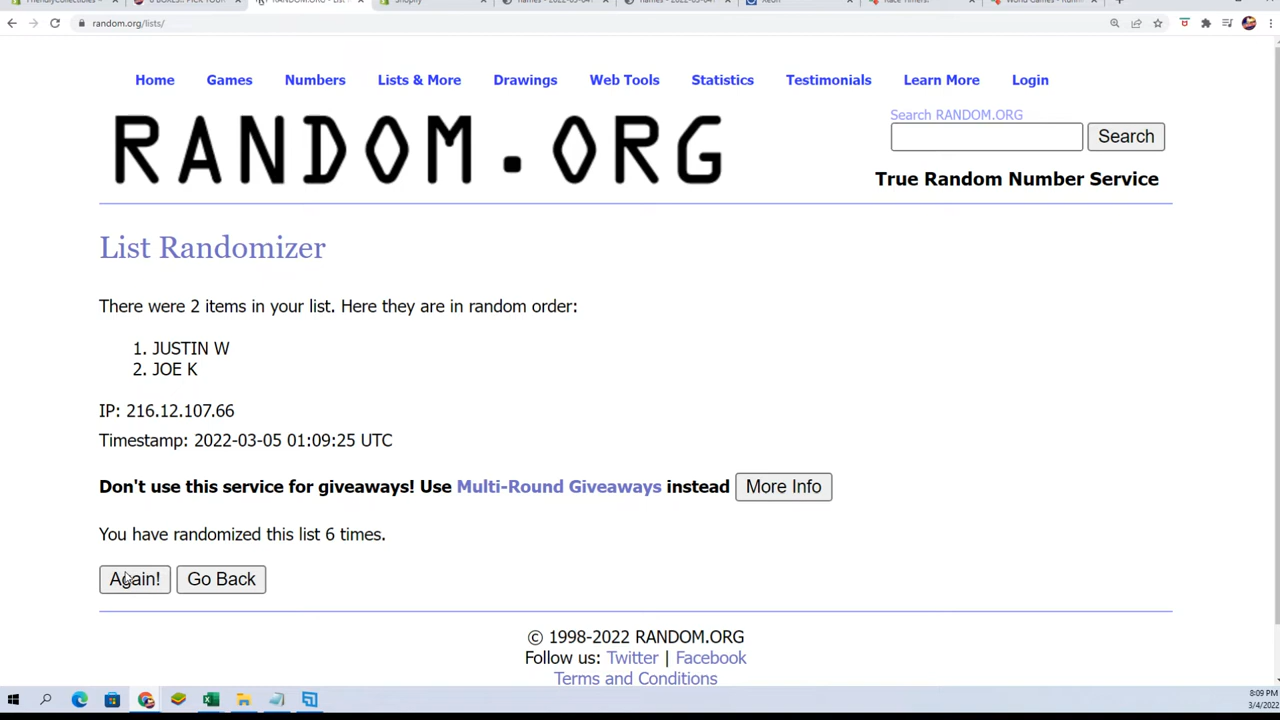 random.org/lists/
Home Games Numbers Lists & More Drawings Web Tools Statistics Testimonials Learn More Login
RANDOM.ORG
Search RANDOM.ORG
Search
True Random Number Service
List Randomizer
There were 2 items in your list. Here they are in random order:
1. JUSTIN W
2. JOE K
IP: 216.12.107.66
Timestamp: 2022-03-05 01:09:25 UTC
Don't use this service for giveaways! Use Multi-Round Giveaways instead More Info
You have randomized this list 6 times.
Again! Go Back
© 1998-2022 RANDOM.ORG
Follow us: Twitter | Facebook
Terms and Conditions
8:09 PM
3/4/2022